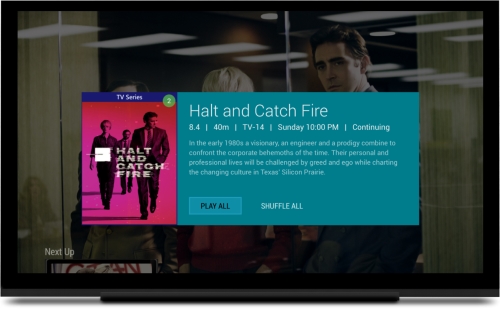 TV Series
2
HALT
AND
CATCH
FIRE
Halt and Catch Fire
8.4 | 40m | TV-14 | Sunday 10:00 PM | Continuing
In the early 1980s a visionary, an engineer and a prodigy combine to
confront the corporate behemoths of the time. Their personal and
professional lives will be challenged by greed and ego while charting
the changing culture in Texas' Silicon Prairie.
PLAY ALL SHUFFLE ALL
Next Up